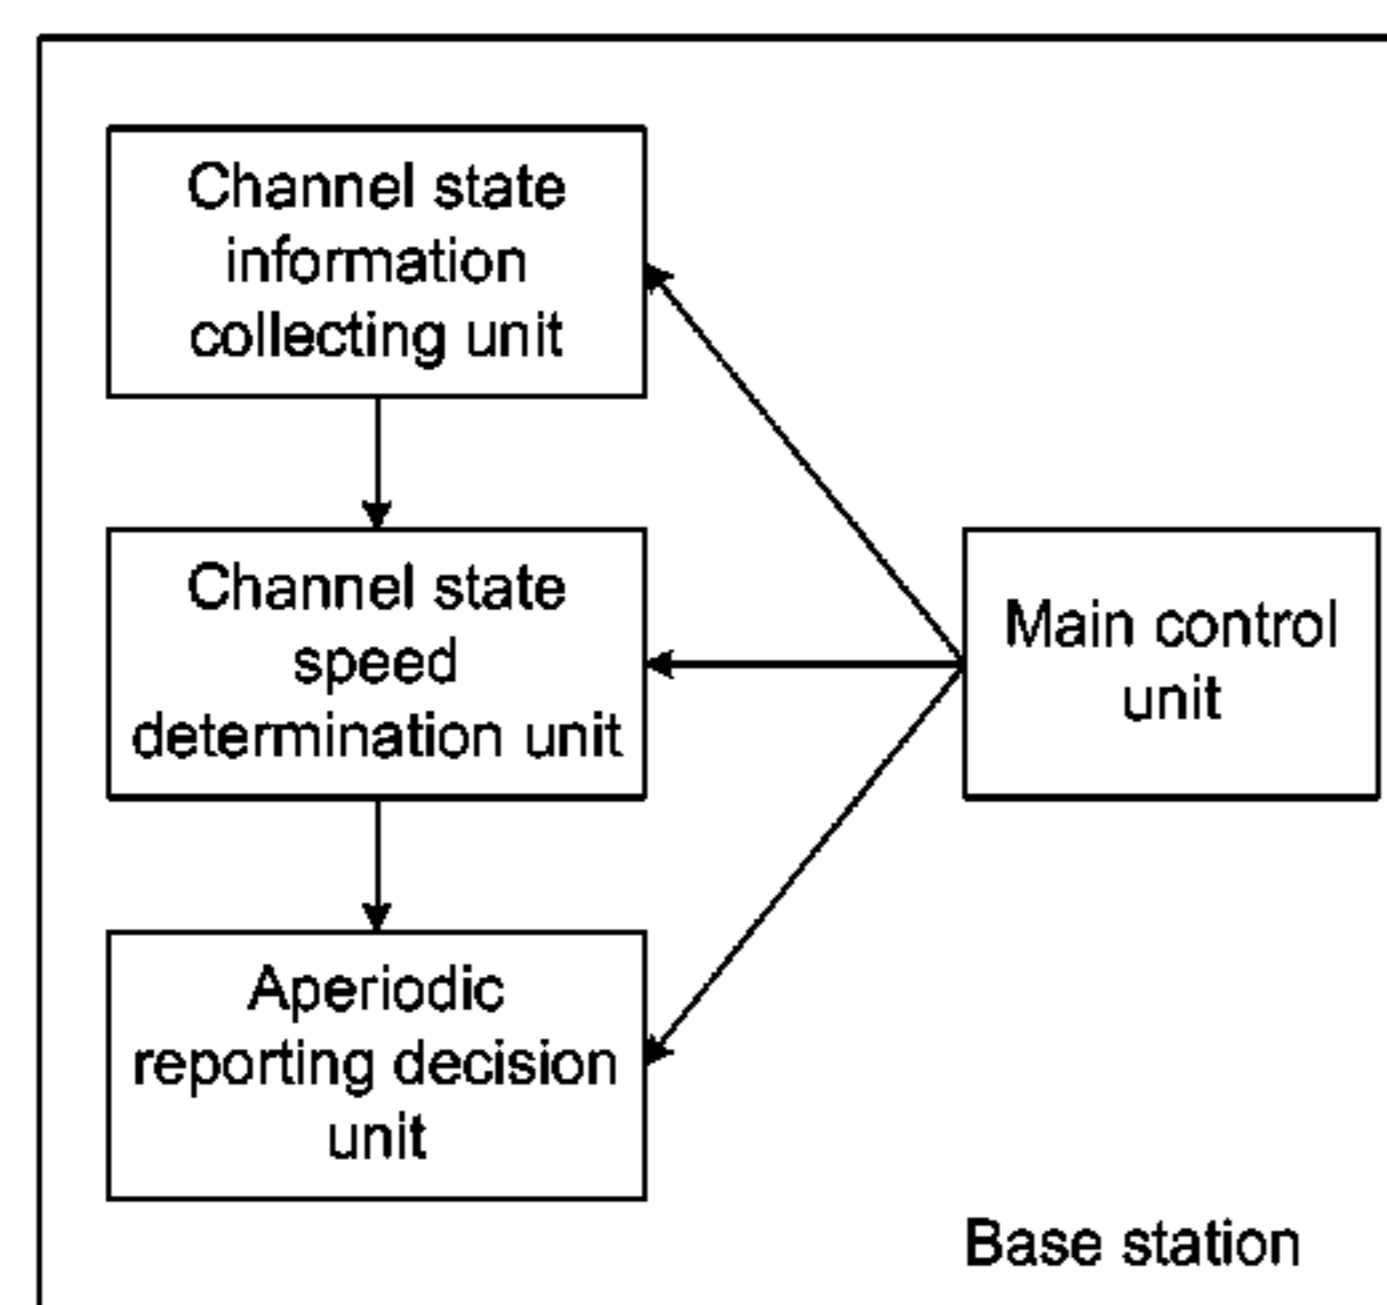 Channel state
information
collecting unit
Channel state
speed
determination unit
Main control
unit
Aperiodic
reporting decision
unit
Base station